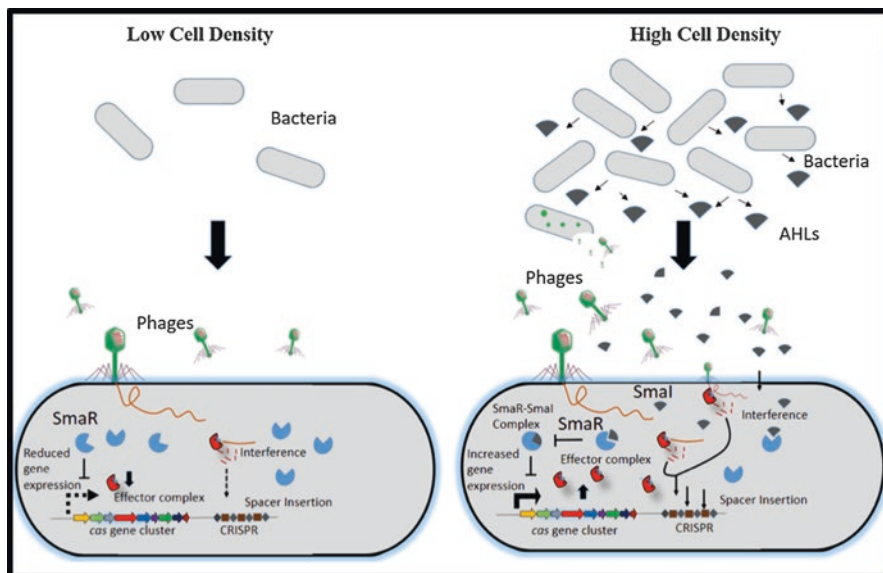 Low Cell Density
Bacteria
Phages
SmaR
Reduced
gene
expression
Interference
Effector complex
Spacer Insertion
cas gene cluster
CRISPR
High Cell Density
Bacteria
AHLs
Phages
SmaI
SmaR-SmaI
Complex
SmaR
Interference
Increased
gene
expression
Effector complex
Spacer Insertion
cas gene cluster
CRISPR